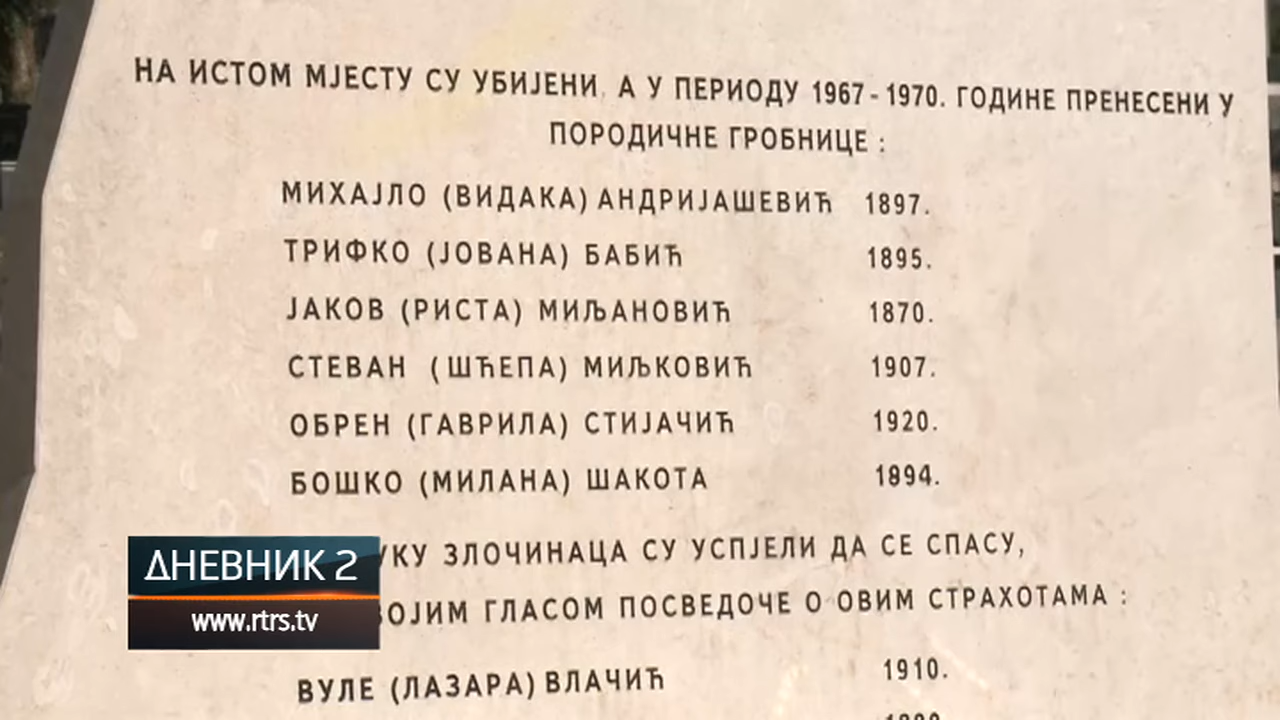 НА ИСТОМ МЈЕСТУ СУ УБИЈЕНИ, А У ПЕРИОДУ 1967-1970. ГОДИНЕ ПРЕНЕСЕНИ У
ПОРОДИЧНЕ ГРОБНИЦЕ :
МИХАЈЛО (ВИДАКА) АНДРИЈАШЕВИЋ 1897.
ТРИФКО (ЈОВАНА) БАБИЋ 1895.
ЈАКОВ (РИСТА) МИЉАНОВИЋ 1870.
СТЕВАН (ШЋЕПА) МИЉКОВИЋ 1907.
ОБРЕН (ГАВРИЛА) СТИЈАЧИЋ 1920.
БОШКО (МИЛАНА) ШАКОТА 1894.
ЗЛОЧИНАЦА СУ УСПЈЕЛИ ДА СЕ СПАСУ,
ГЛАСОМ ПОСВЕДОЧЕ О ОВИМ СТРАХОТАМА :
ВУЛЕ (ЛАЗАРА) ВЛАЧИЋ 1910.
ДНЕВНИК 2
www.rtrs.tv